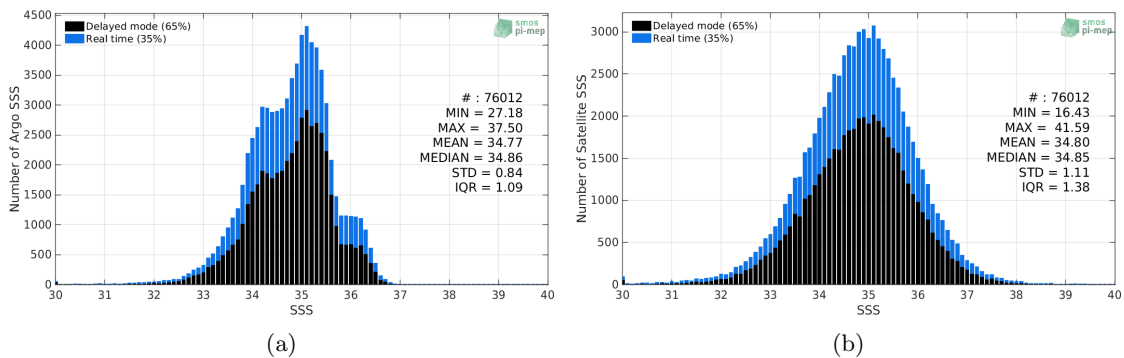 Delayed mode (65%)
Real time (35%)
smos
pi-mep
4500
4000
3500
3000
2500
2000
1500
1000
500
0
Number of Argo SSS
# : 76012
MIN = 27.18
MAX = 37.50
MEAN = 34.77
MEDIAN = 34.86
STD = 0.84
IQR = 1.09
30 31 32 33 34 35 36 37 38 39 40
SSS
(a)
Delayed mode (65%)
Real time (35%)
smos
pi-mep
3000
2500
2000
1500
1000
500
0
Number of Satellite SSS
# : 76012
MIN = 16.43
MAX = 41.59
MEAN = 34.80
MEDIAN = 34.85
STD = 1.11
IQR = 1.38
30 31 32 33 34 35 36 37 38 39 40
SSS
(b)